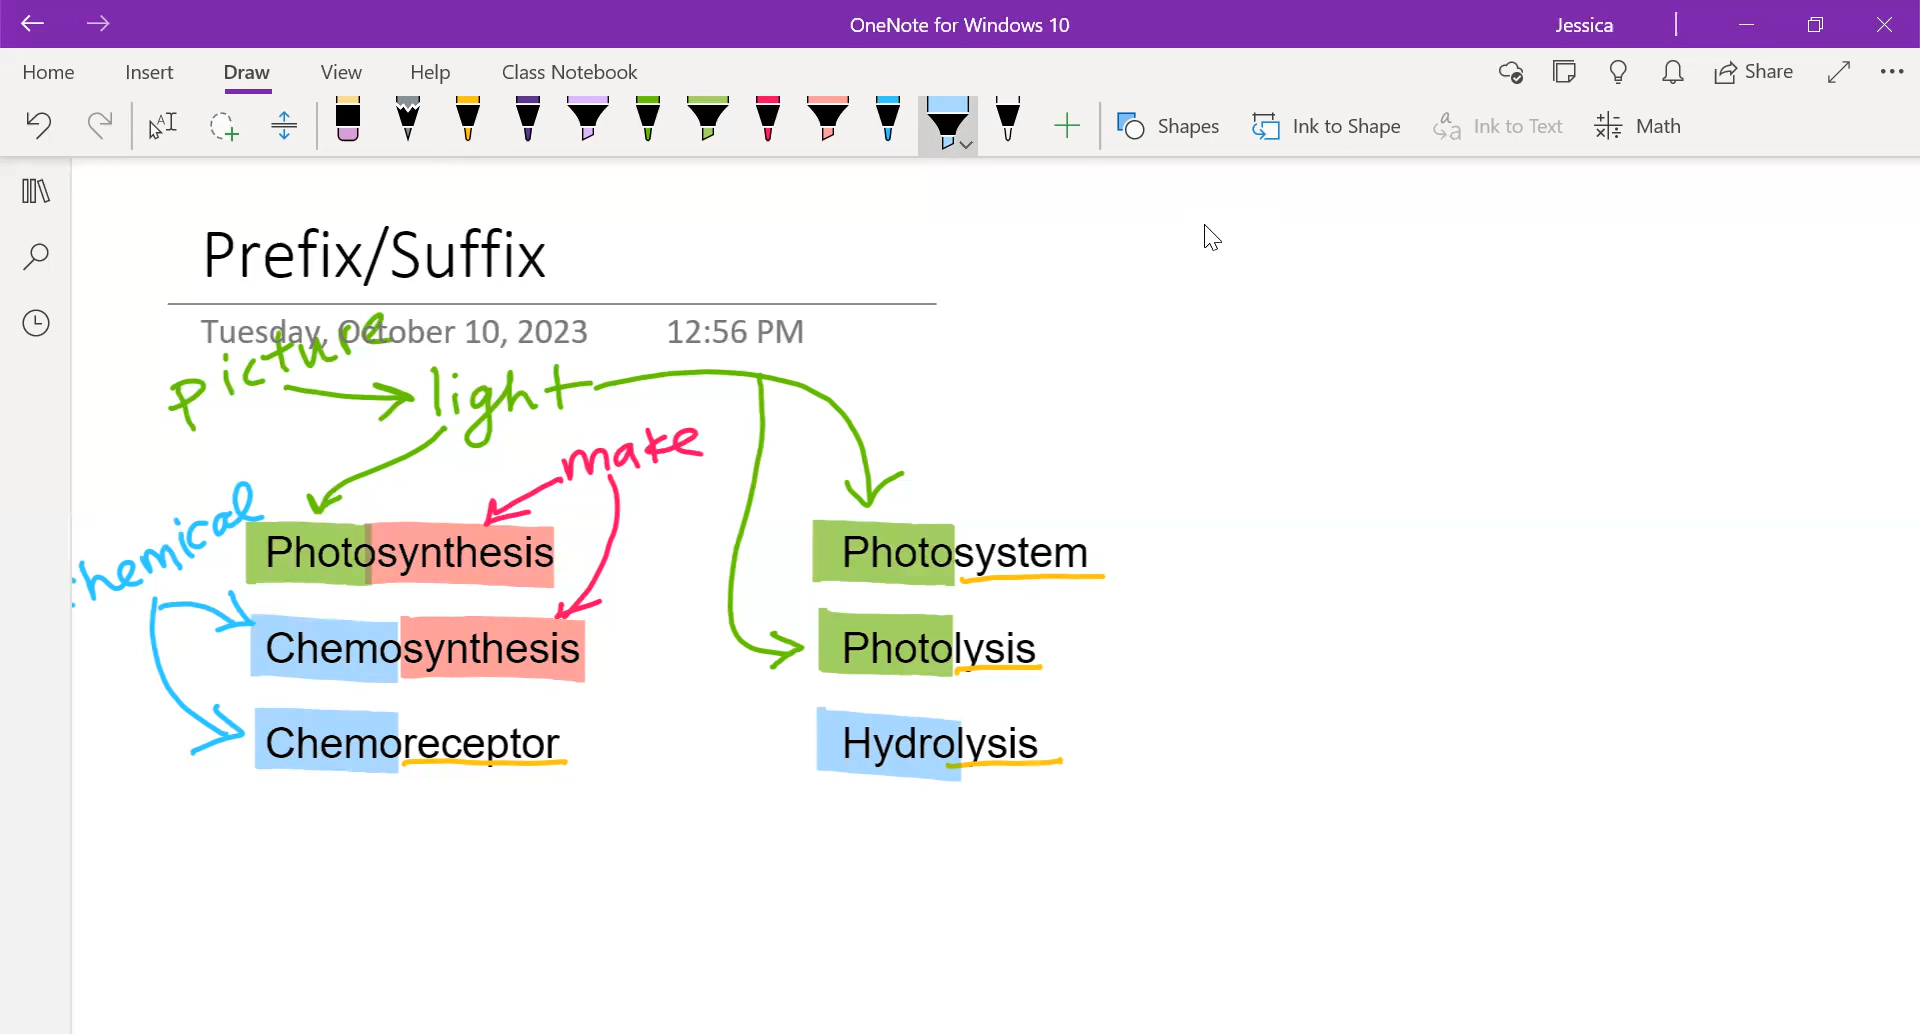 OneNote for Windows 10
Jessica
Home Insert Draw View Help Class Notebook
Share
Shapes Ink to Shape Ink to Text Math
Prefix/Suffix
Tuesday, October 10, 2023 12:56 PM
picture
light
make
chemical
Photosynthesis
Photosystem
Chemosynthesis
Photolysis
Chemoreceptor
Hydrolysis